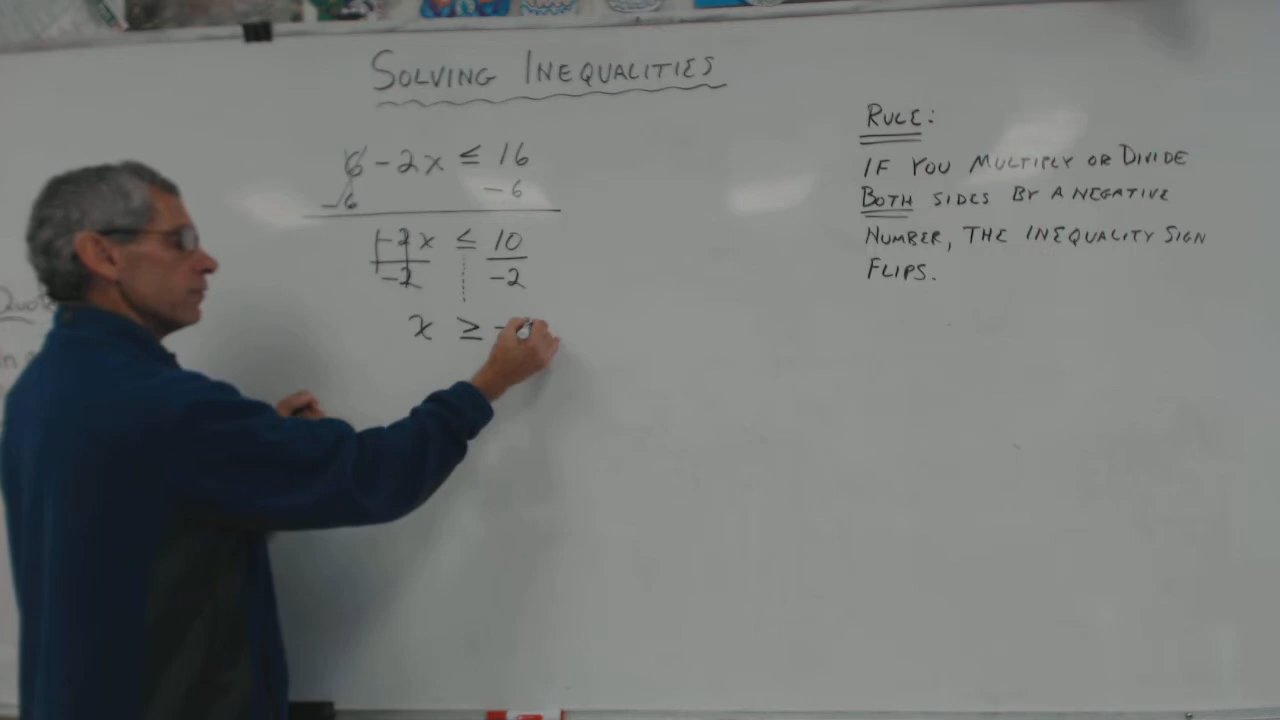 SOLVING INEQUALITIES
6 - 2x ≤ 16
-6 -6
-2x ≤ 10
-2 -2
x ≥ -
RULE:
IF YOU MULTIPLY OR DIVIDE
BOTH SIDES BY A NEGATIVE
NUMBER, THE INEQUALITY SIGN
FLIPS.